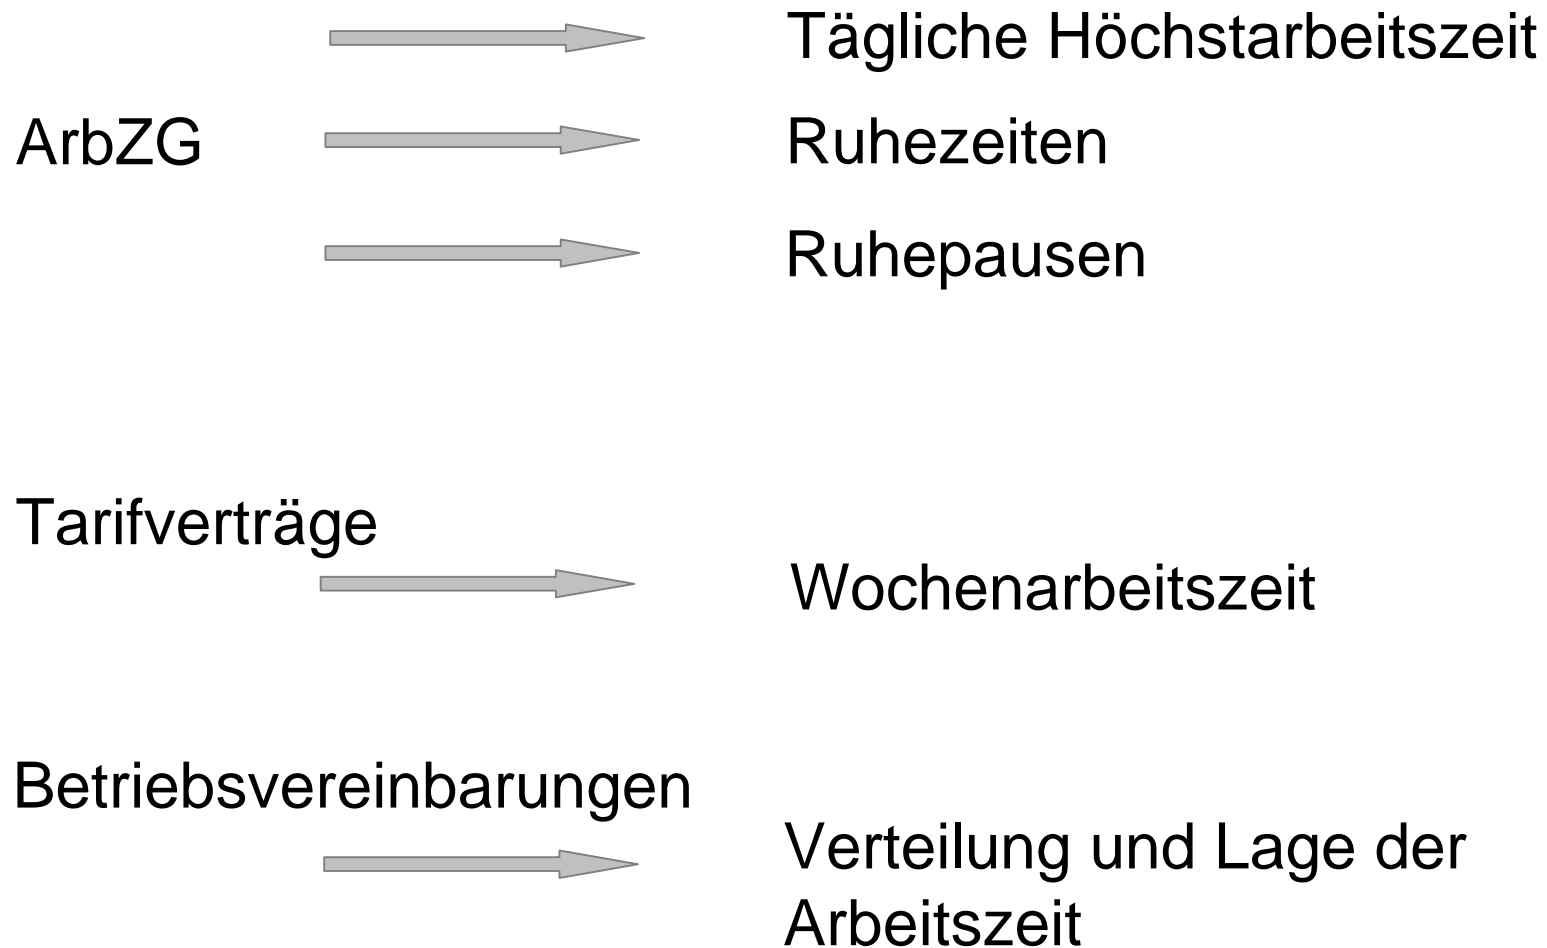 Tägliche Höchstarbeitszeit
ArbZG
Ruhezeiten
Ruhepausen
Tarifverträge
Wochenarbeitszeit
Betriebsvereinbarungen
Verteilung und Lage der
Arbeitszeit